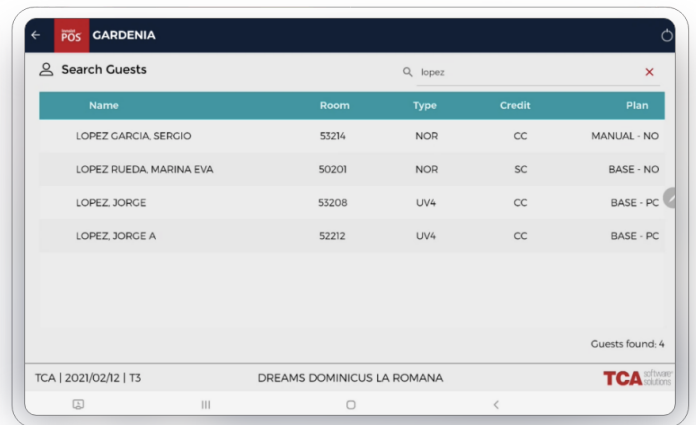 PÕS GARDENIA
Search Guests lopez
Name Room Type Credit Plan
LOPEZ GARCIA, SERGIO 53214 NOR CC MANUAL - NO
LOPEZ RUEDA, MARINA EVA 50201 NOR SC BASE - NO
LOPEZ, JORGE 53208 UV4 CC BASE - PC
LOPEZ, JORGE A 52212 UV4 CC BASE - PC
Guests found: 4
TCA | 2021/02/12 | T3 DREAMS DOMINICUS LA ROMANA TCA software solutions